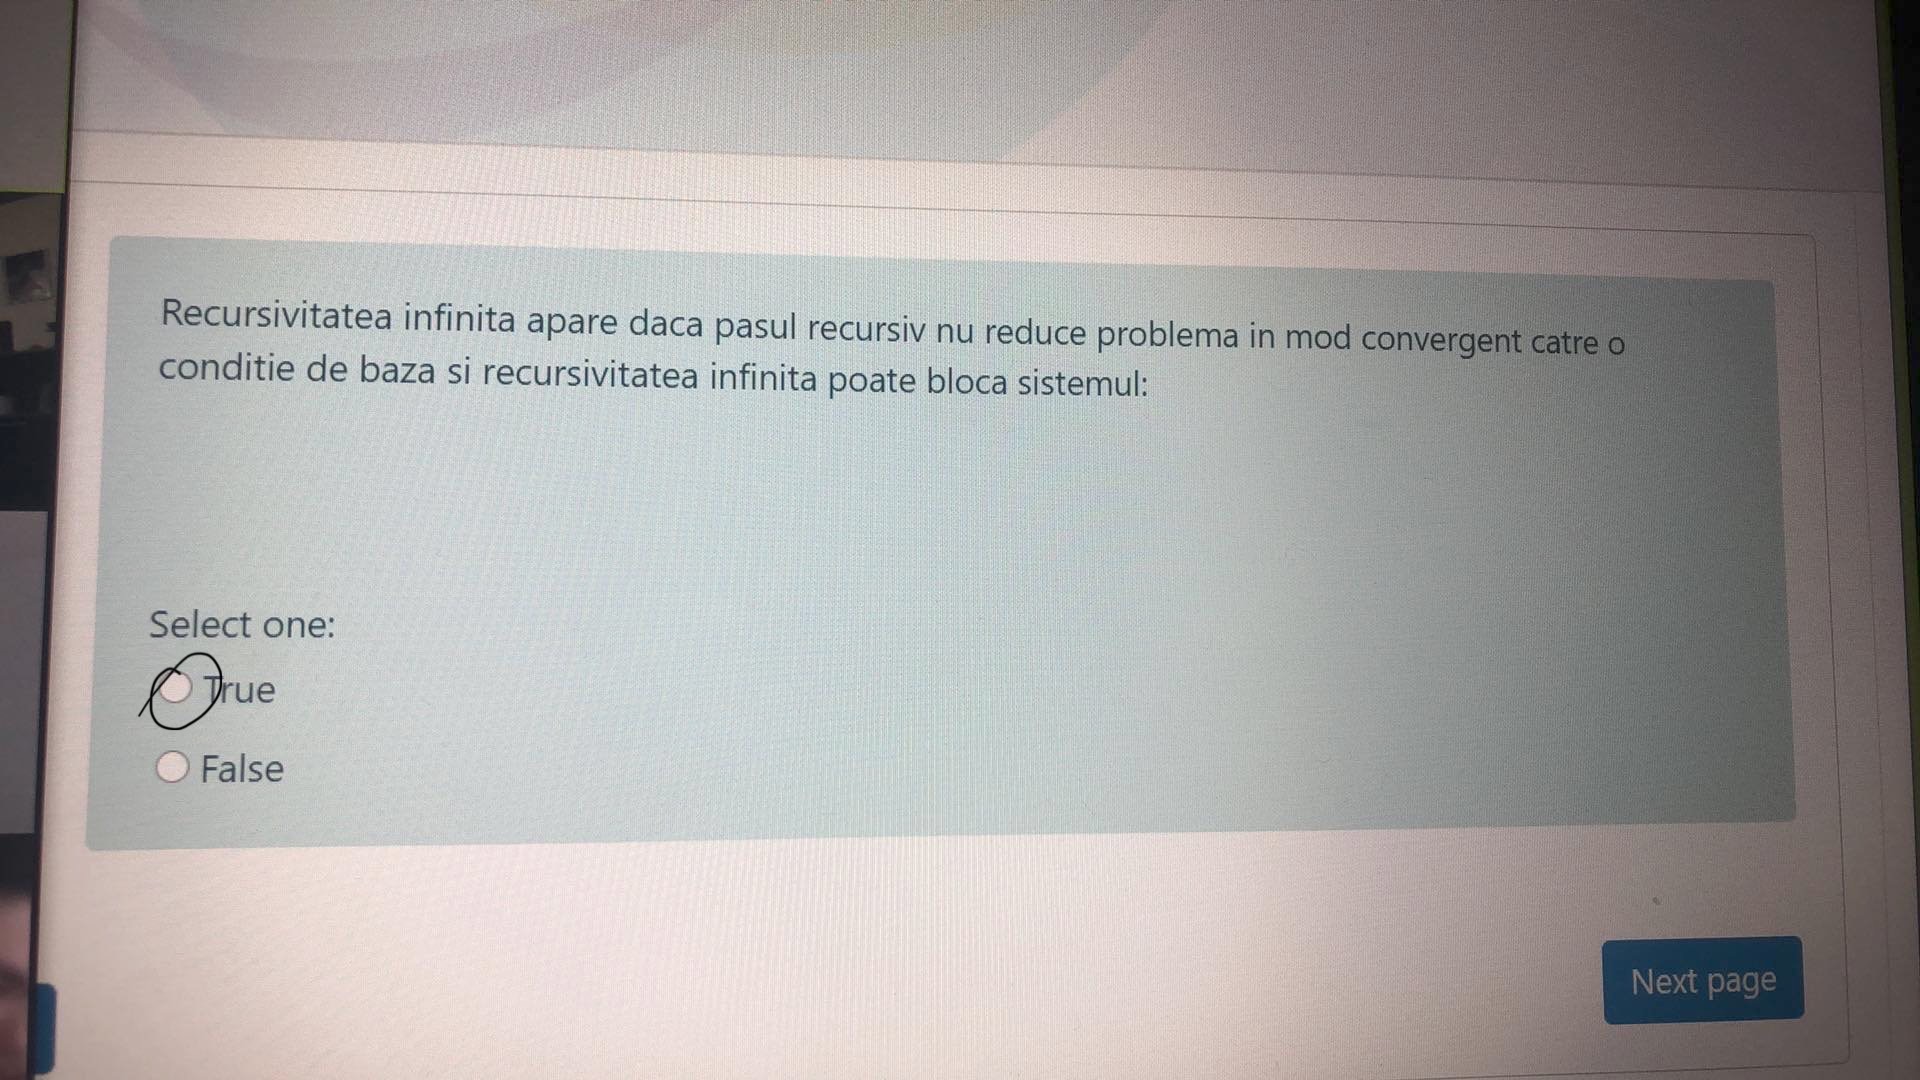 Recursivitatea infinita apare daca pasul recursiv nu reduce problema in mod convergent catre o
conditie de baza si recursivitatea infinita poate bloca sistemul:
Select one:
True
False
Next page